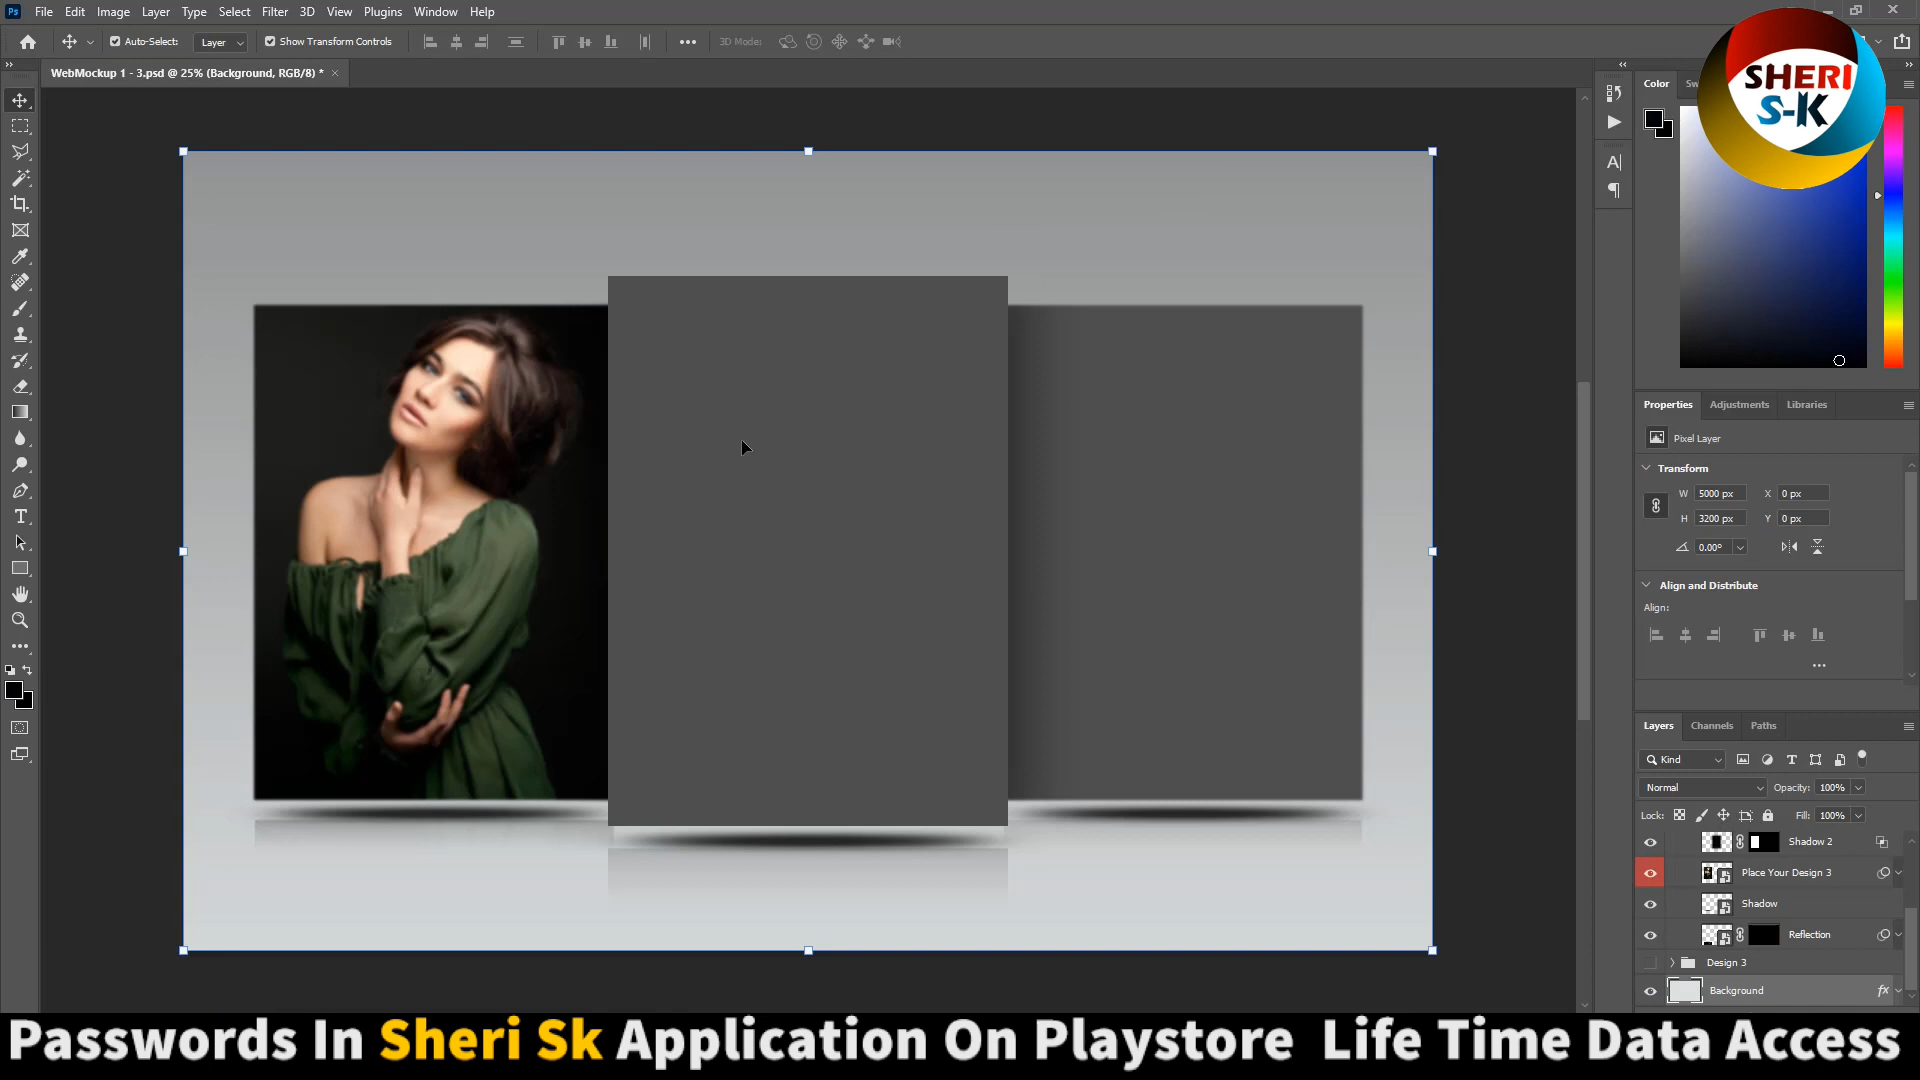 Ps File Edit Image Layer Type Select Filter 3D View Plugins Window Help
Auto-Select: Layer Show Transform Controls 3D Mode:
WebMockup 1 - 3.psd @ 25% (Background, RGB/8) *
SHERI
S-K
Color
Properties Adjustments Libraries
Pixel Layer
Transform
W 5000 px X 0 px
H 3200 px Y 0 px
0.00°
Align and Distribute
Align:
Layers Channels Paths
Kind
Normal Opacity: 100%
Lock: Fill: 100%
Shadow 2
Place Your Design 3
Shadow
Reflection
Design 3
Background fx
Passwords In Sheri Sk Application On Playstore Life Time Data Access